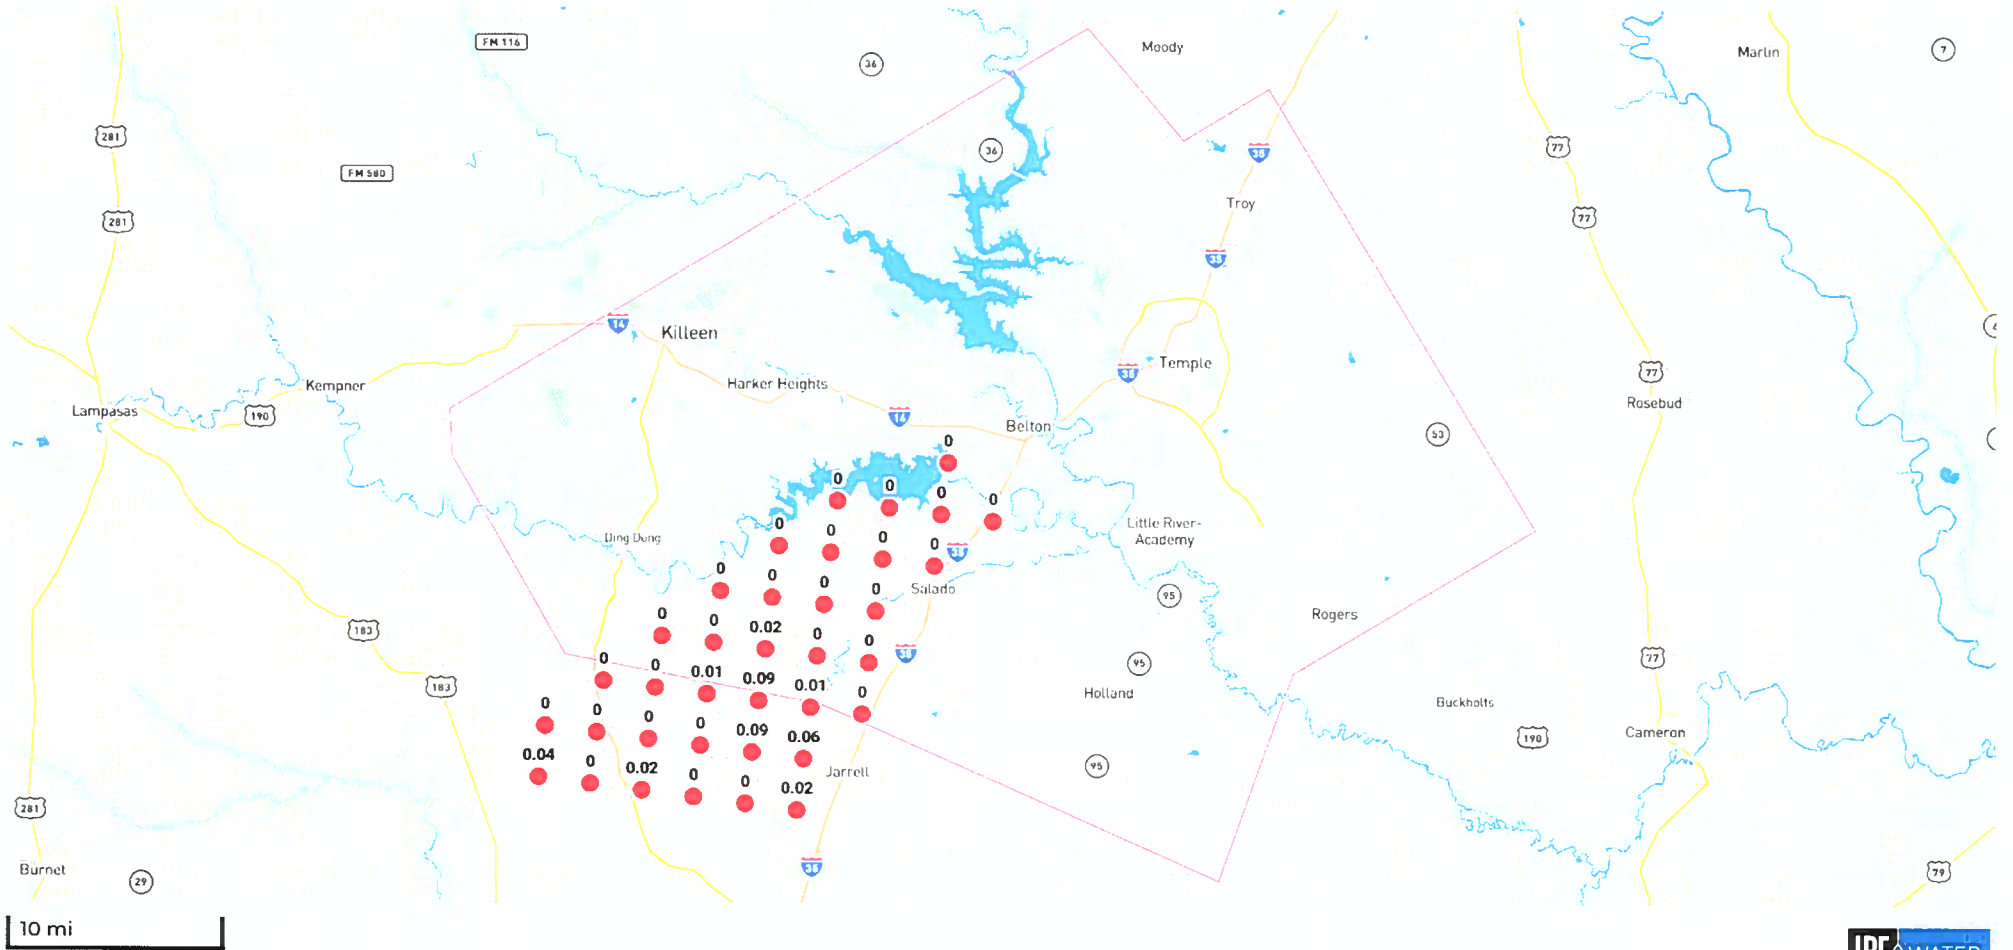 FM 116
36
Moody
Marlin
7
281
36
35
77
FM 580
281
Troy
77
35
14
Killeen
6
Temple
35
77
Kempner
Harker Heights
Lampasas
190
14
Rosebud
Belton
53
0
0
0
0
0
0
0
0
0
Little River-
Academy
Ding Dong
35
0
0
0
0
Salado
95
0
0
0.02
0
0
Rogers
183
35
95
77
0
0
0.01
0.09
0.01
0
Holland
183
Buckholts
0
0
0
0
0.09
0.06
190
Cameron
0.04
0
0.02
0
0
0.02
Jarrell
95
281
35
Burnet
29
79
10 mi